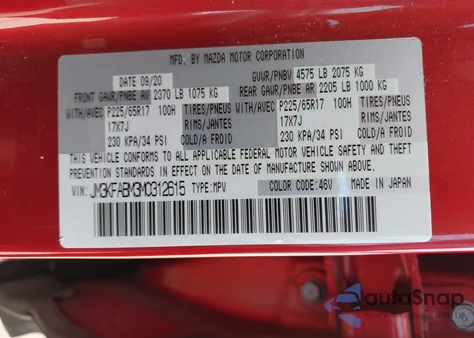 MFD. BY MAZDA MOTOR CORPORATION
DATE 09/20 GVWR/PNBV 4575 LB 2075 KG
FRONT GAWR/PNBE AV 2370 LB 1075 KG REAR GAWR/PNBE AR 2205 LB 1000 KG
WITH/AVEC P225/65R17 100H TIRES/PNEUS WITH/AVEC P225/65R17 100H TIRES/PNEUS
17X7J RIMS/JANTES 17X7J RIMS/JANTES
230 KPA/34 PSI COLD/A FROID 230 KPA/34 PSI COLD/A FROID
THIS VEHICLE CONFORMS TO ALL APPLICABLE FEDERAL MOTOR VEHICLE SAFETY AND THEFT
PREVENTION STANDARDS IN EFFECT ON THE DATE OF MANUFACTURE SHOWN ABOVE.
VIN: JM3KFABM3M0312615 TYPE:MPV COLOR CODE:46V MADE IN JAPAN
autoSnap